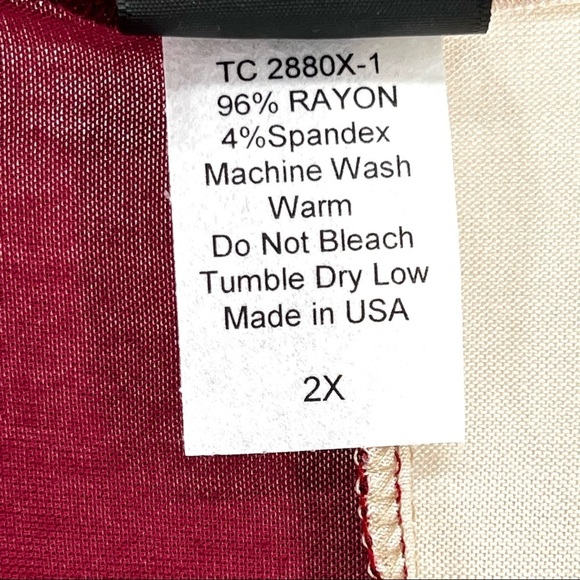 TC 2880X-1
96% RAYON
4%Spandex
Machine Wash
Warm
Do Not Bleach
Tumble Dry Low
Made in USA
2X